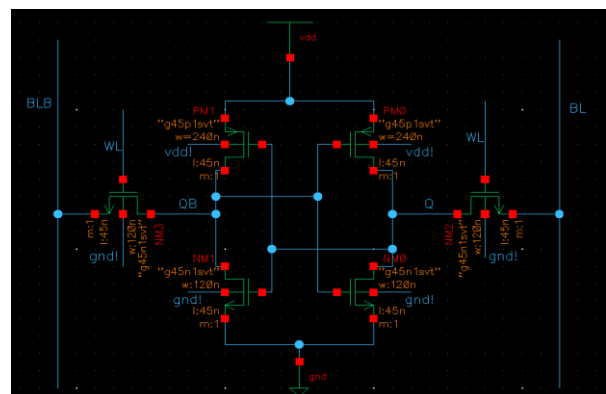 vdd
PM1
"g45p1svt"
w=240n
vdd!
l:45n
m:1
PM0
"g45p1svt"
w=240n
vdd!
l:45n
m:1
BLB
BL
WL
WL
QB
Q
m:1
l:45n
w:120n
"g45n1svt"
NM3
gnd!
NM2
"g45n1svt"
w:120n
l:45n
m:1
gnd!
NM1
"g45n1svt"
w:120n
gnd!
l:45n
m:1
NM0
"g45n1svt"
w:120n
gnd!
l:45n
m:1
gnd